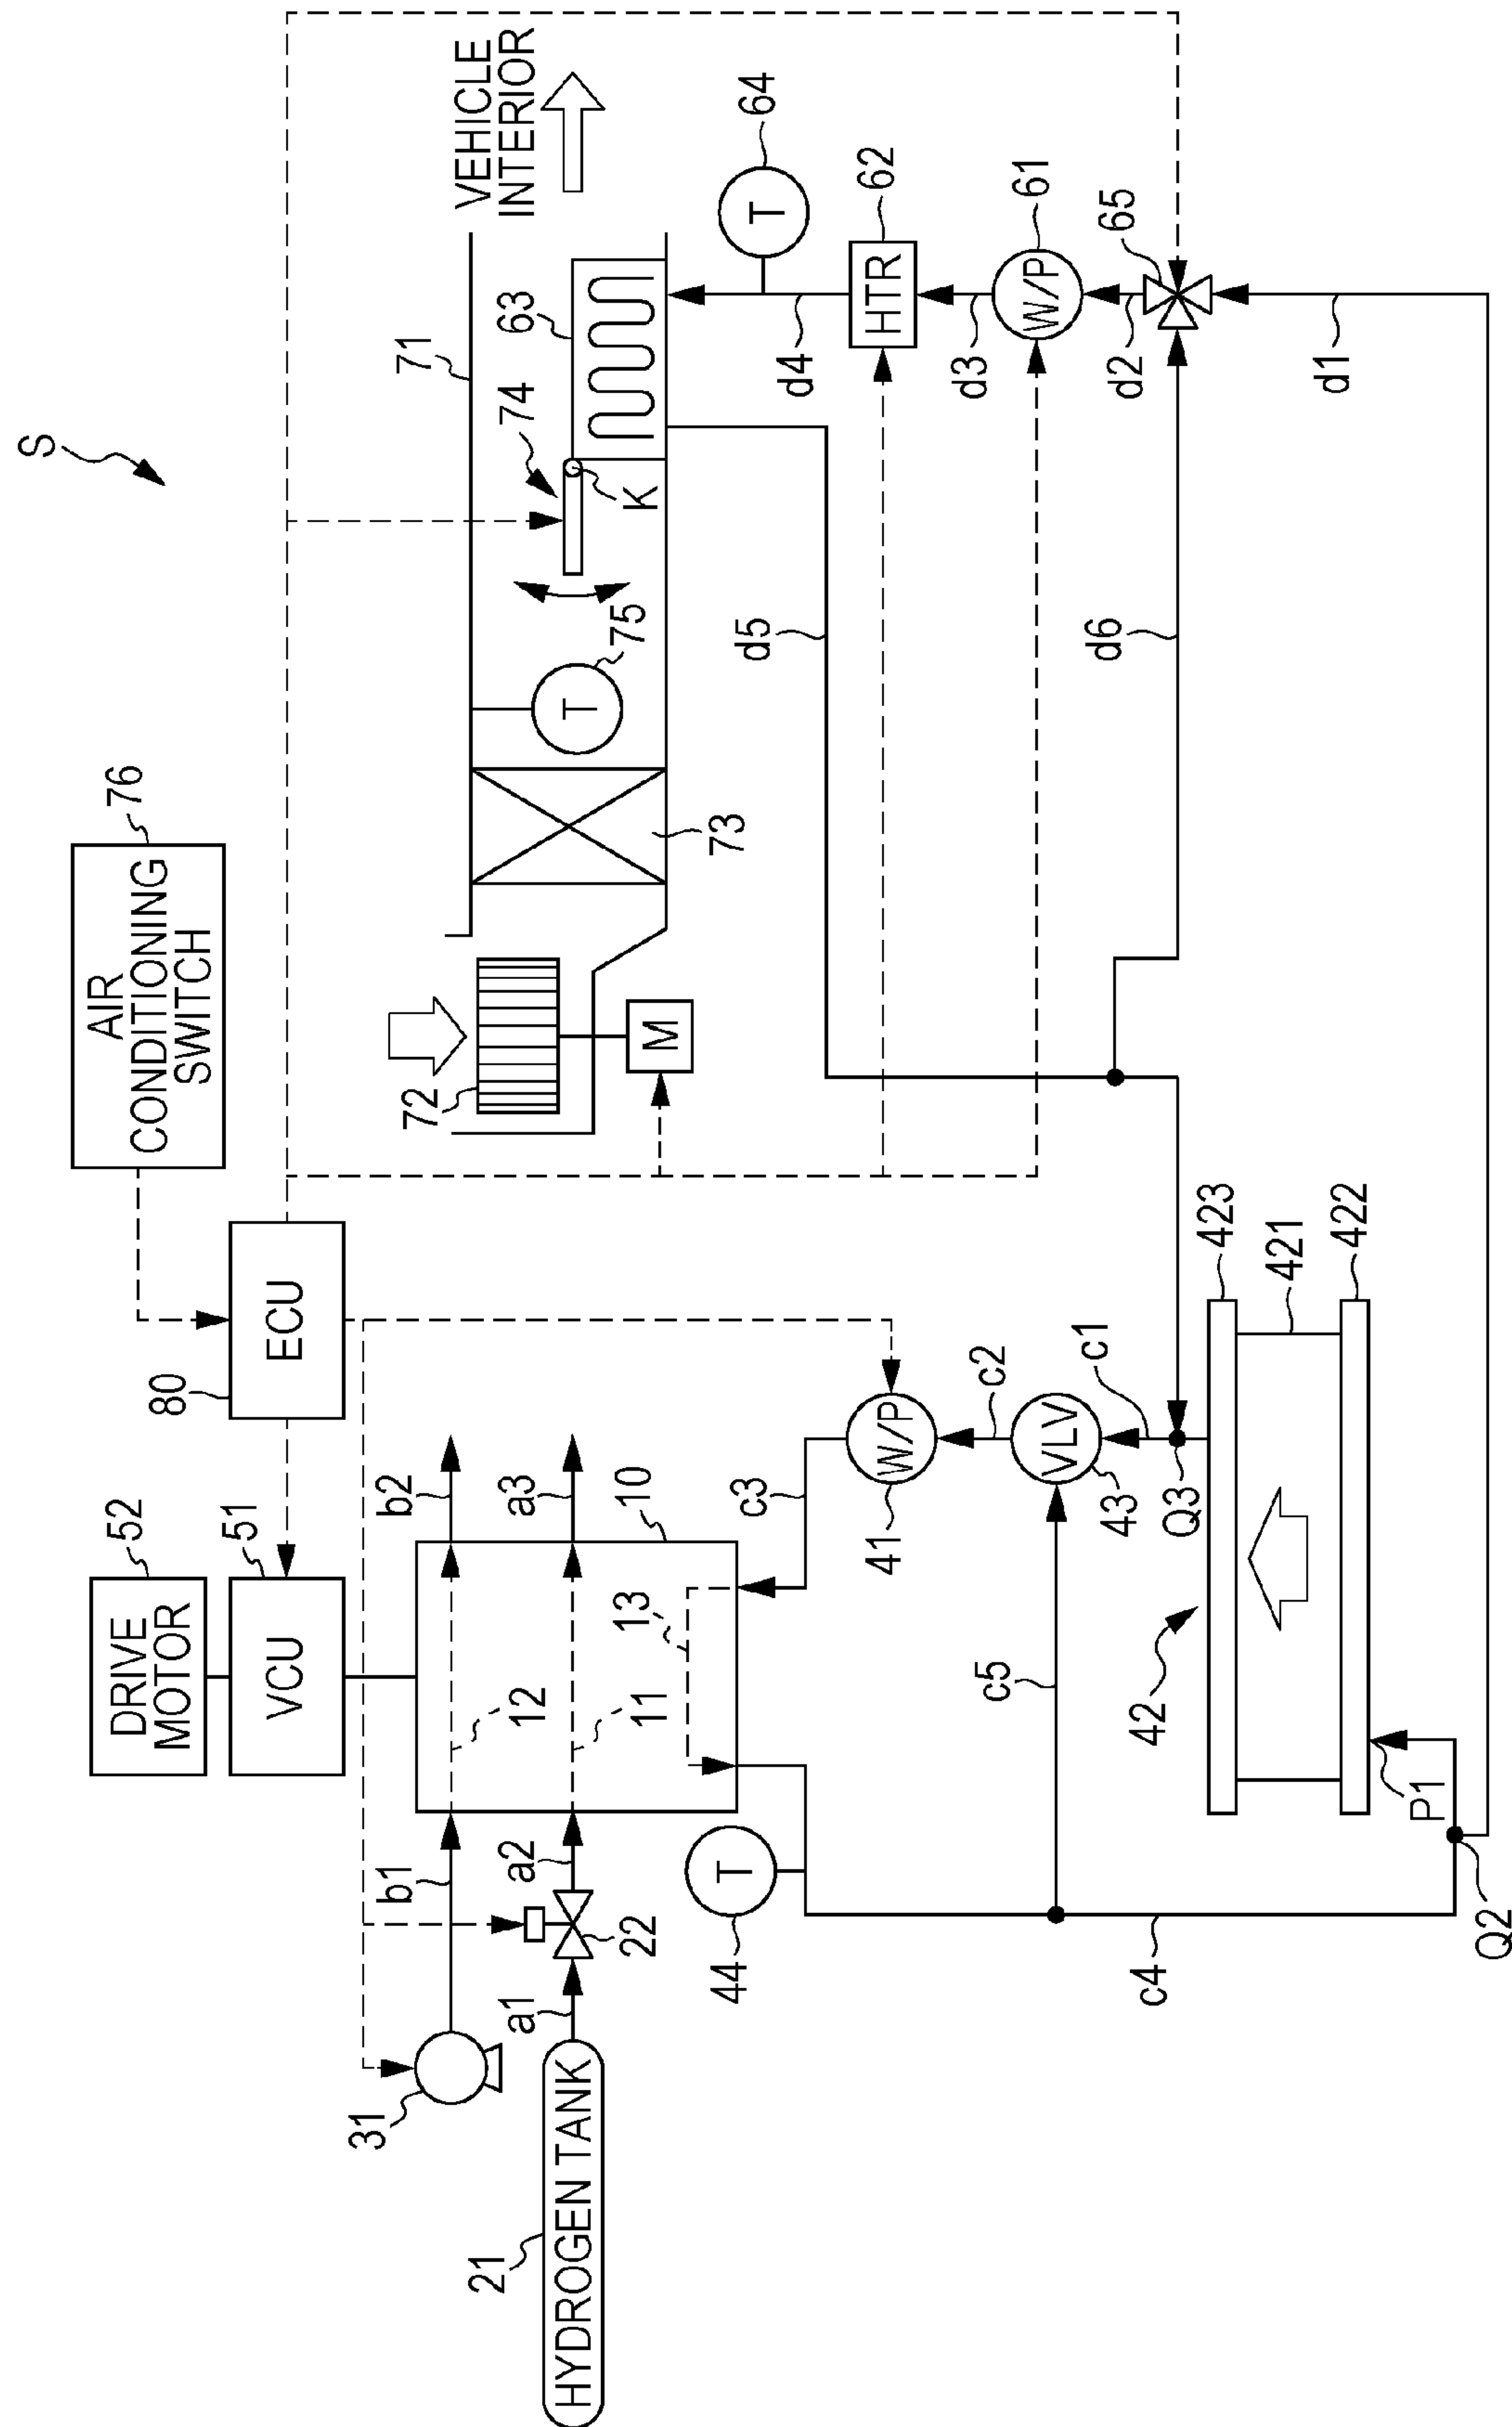 S
AIR
CONDITIONING
SWITCH
76
VEHICLE
INTERIOR
DRIVE
MOTOR
52
VCU
51
80
ECU
72
M
73
T
75
74
K
71
63
T
64
HTR
62
W/P
61
65
d1
d2
d3
d4
d5
d6
31
b1
b2
12
11
13
10
a1
a2
a3
21
HYDROGEN TANK
22
T
44
c3
W/P
41
c2
VLV
43
c1
c5
c4
Q3
42
423
421
422
P1
Q2